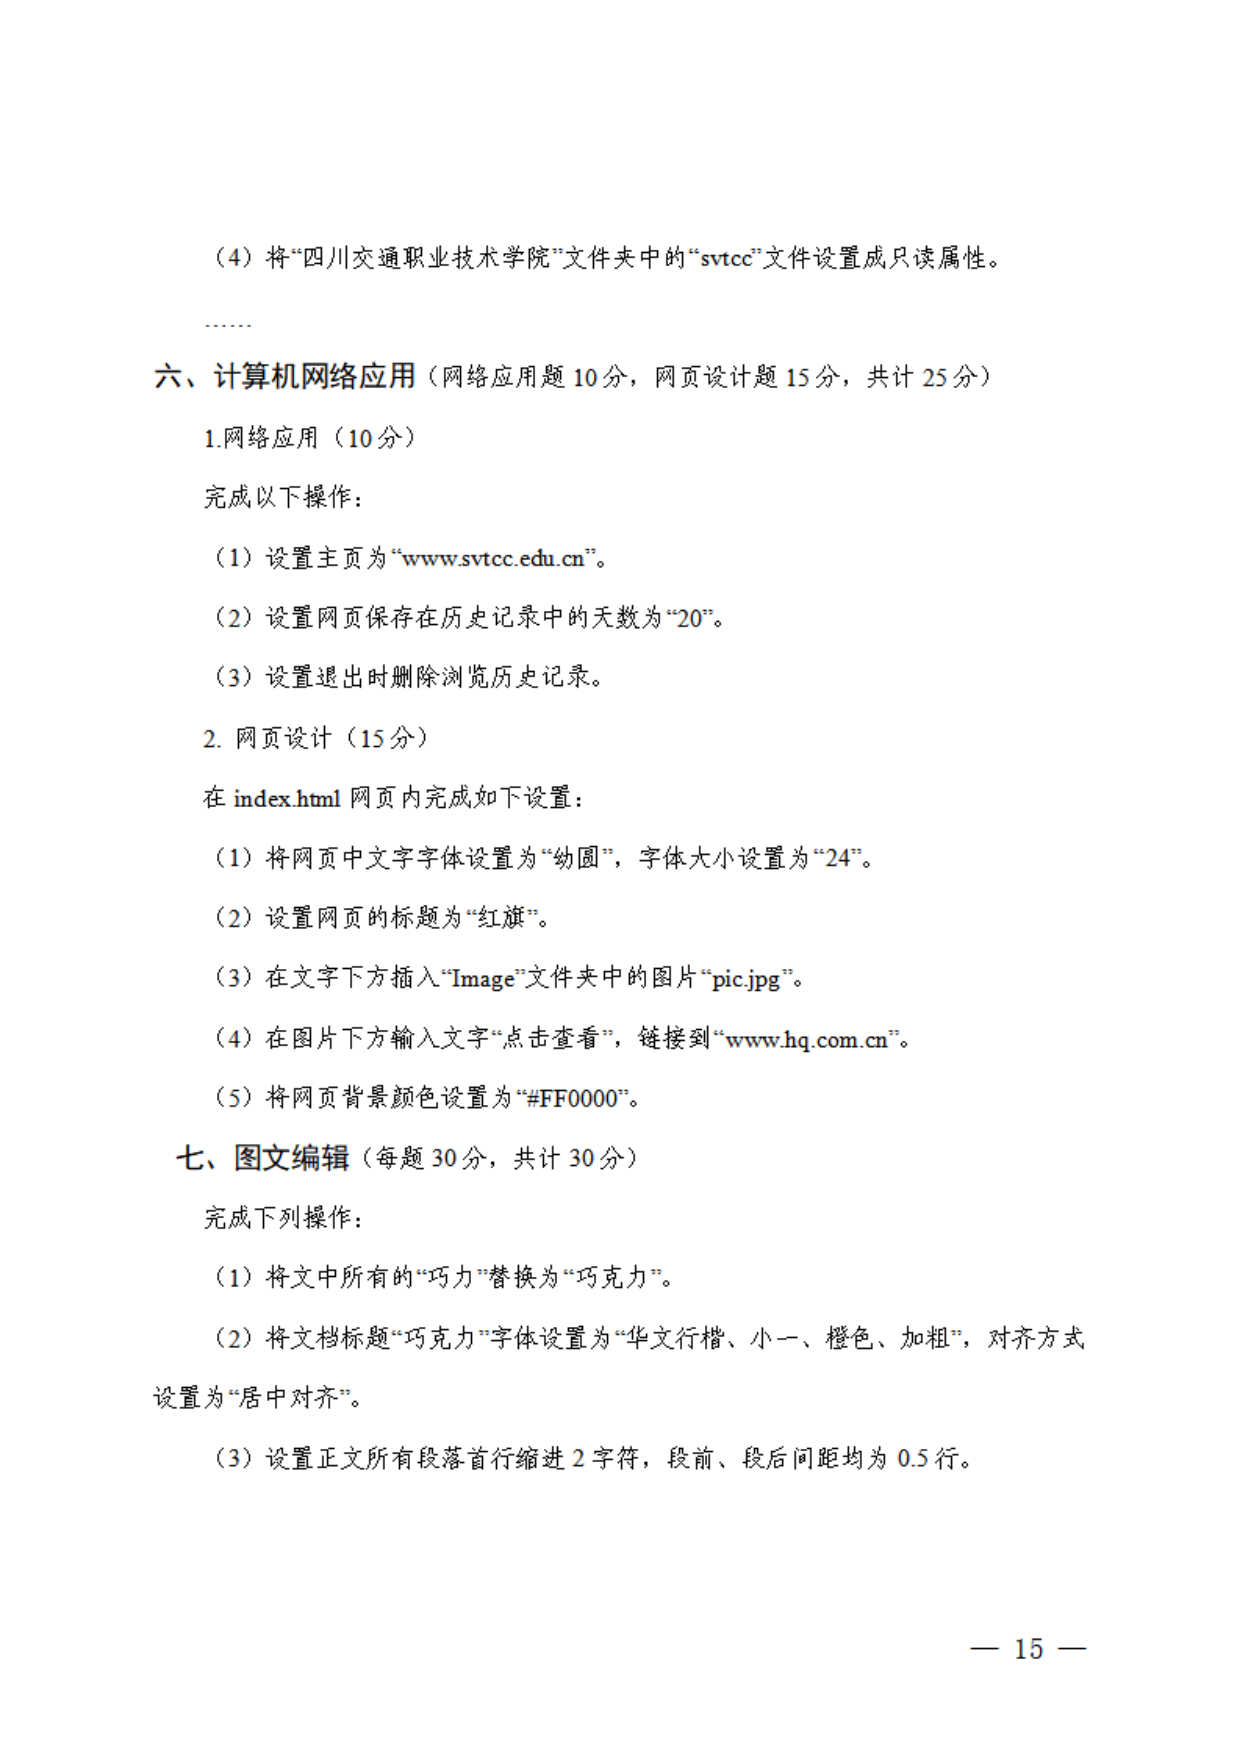 （4）将“四川交通职业技术学院”文件夹中的“svtcc”文件设置成只读属性。
……
六、计算机网络应用（网络应用题 10 分，网页设计题 15 分，共计 25 分）
1.网络应用（10 分）
完成以下操作：
（1）设置主页为“www.svtcc.edu.cn”。
（2）设置网页保存在历史记录中的天数为“20”。
（3）设置退出时删除浏览历史记录。
2. 网页设计（15 分）
在 index.html 网页内完成如下设置：
（1）将网页中文字字体设置为“幼圆”，字体大小设置为“24”。
（2）设置网页的标题为“红旗”。
（3）在文字下方插入“Image”文件夹中的图片“pic.jpg”。
（4）在图片下方输入文字“点击查看”，链接到“www.hq.com.cn”。
（5）将网页背景颜色设置为“#FF0000”。
七、图文编辑（每题 30 分，共计 30 分）
完成下列操作：
（1）将文中所有的“巧力”替换为“巧克力”。
（2）将文档标题“巧克力”字体设置为“华文行楷、小一、橙色、加粗”，对齐方式
设置为“居中对齐”。
（3）设置正文所有段落首行缩进 2 字符，段前、段后间距均为 0.5 行。
— 15 —